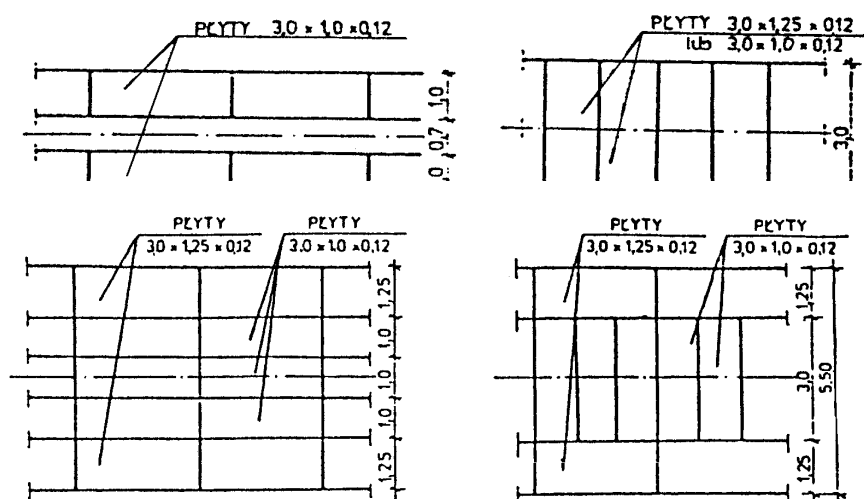 PŁYTY 3,0 × 1,0 × 0,12
1,0
0,7
1,0
PŁYTY 3,0 × 1,25 × 0,12
lub 3,0 × 1,0 × 0,12
3,0
PŁYTY
3,0 × 1,25 × 0,12
PŁYTY
3,0 × 1,0 × 0,12
1,25
1,0
1,0
1,0
1,25
PŁYTY
3,0 × 1,25 × 0,12
PŁYTY
3,0 × 1,0 × 0,12
1,25
3,0
5.50
1,25